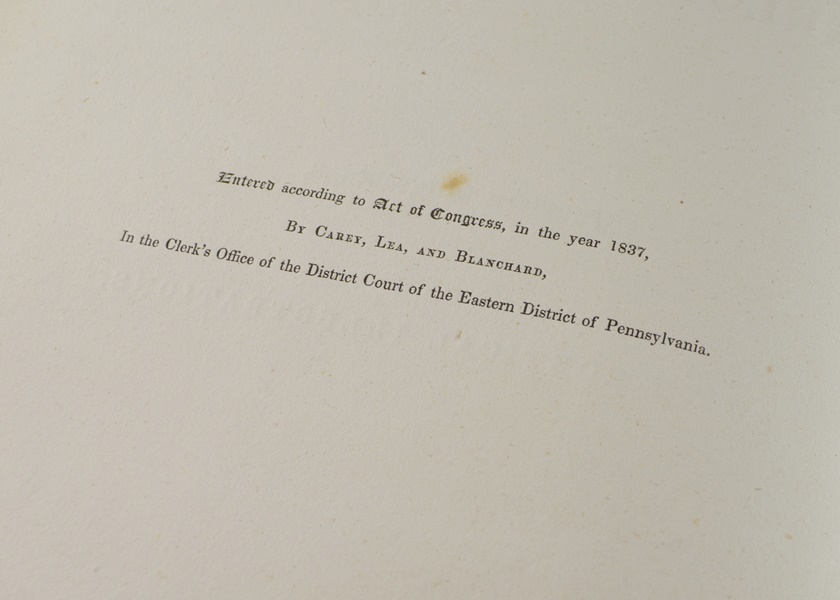 Entered according to Act of Congress, in the year 1837,
By Carey, Lea, and Blanchard,
In the Clerk's Office of the District Court of the Eastern District of Pennsylvania.